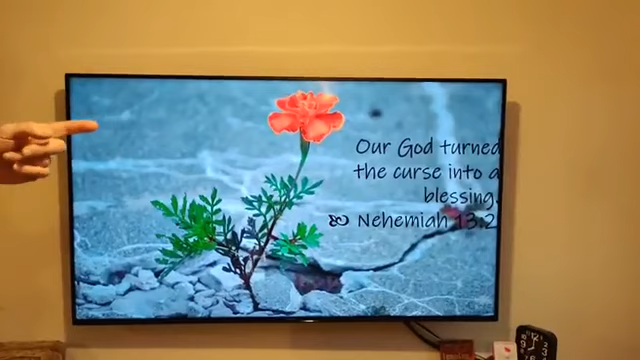 Our God turned
the curse into a
blessing.
Nehemiah 13:2